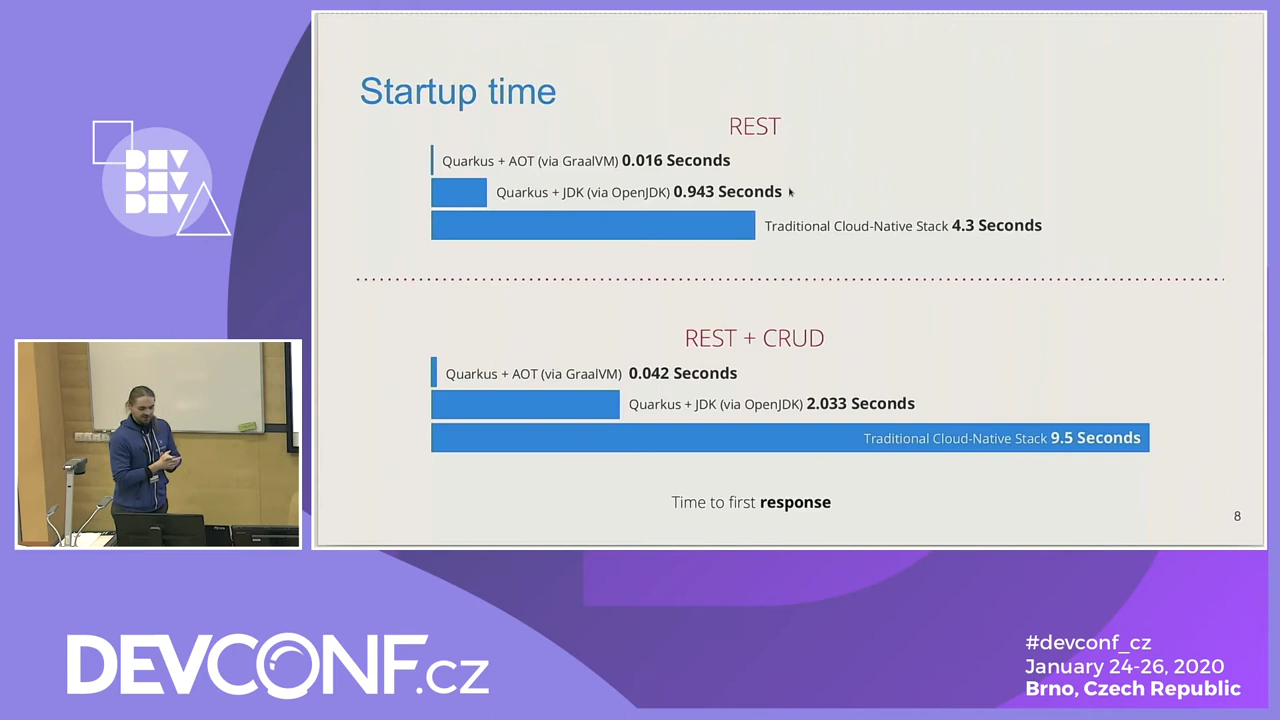 DEV
DEV
DEV
Startup time
REST
Quarkus + AOT (via GraalVM) 0.016 Seconds
Quarkus + JDK (via OpenJDK) 0.943 Seconds
Traditional Cloud-Native Stack 4.3 Seconds
REST + CRUD
Quarkus + AOT (via GraalVM) 0.042 Seconds
Quarkus + JDK (via OpenJDK) 2.033 Seconds
Traditional Cloud-Native Stack 9.5 Seconds
Time to first response
8
DEVCONF.cz
#devconf_cz
January 24-26, 2020
Brno, Czech Republic